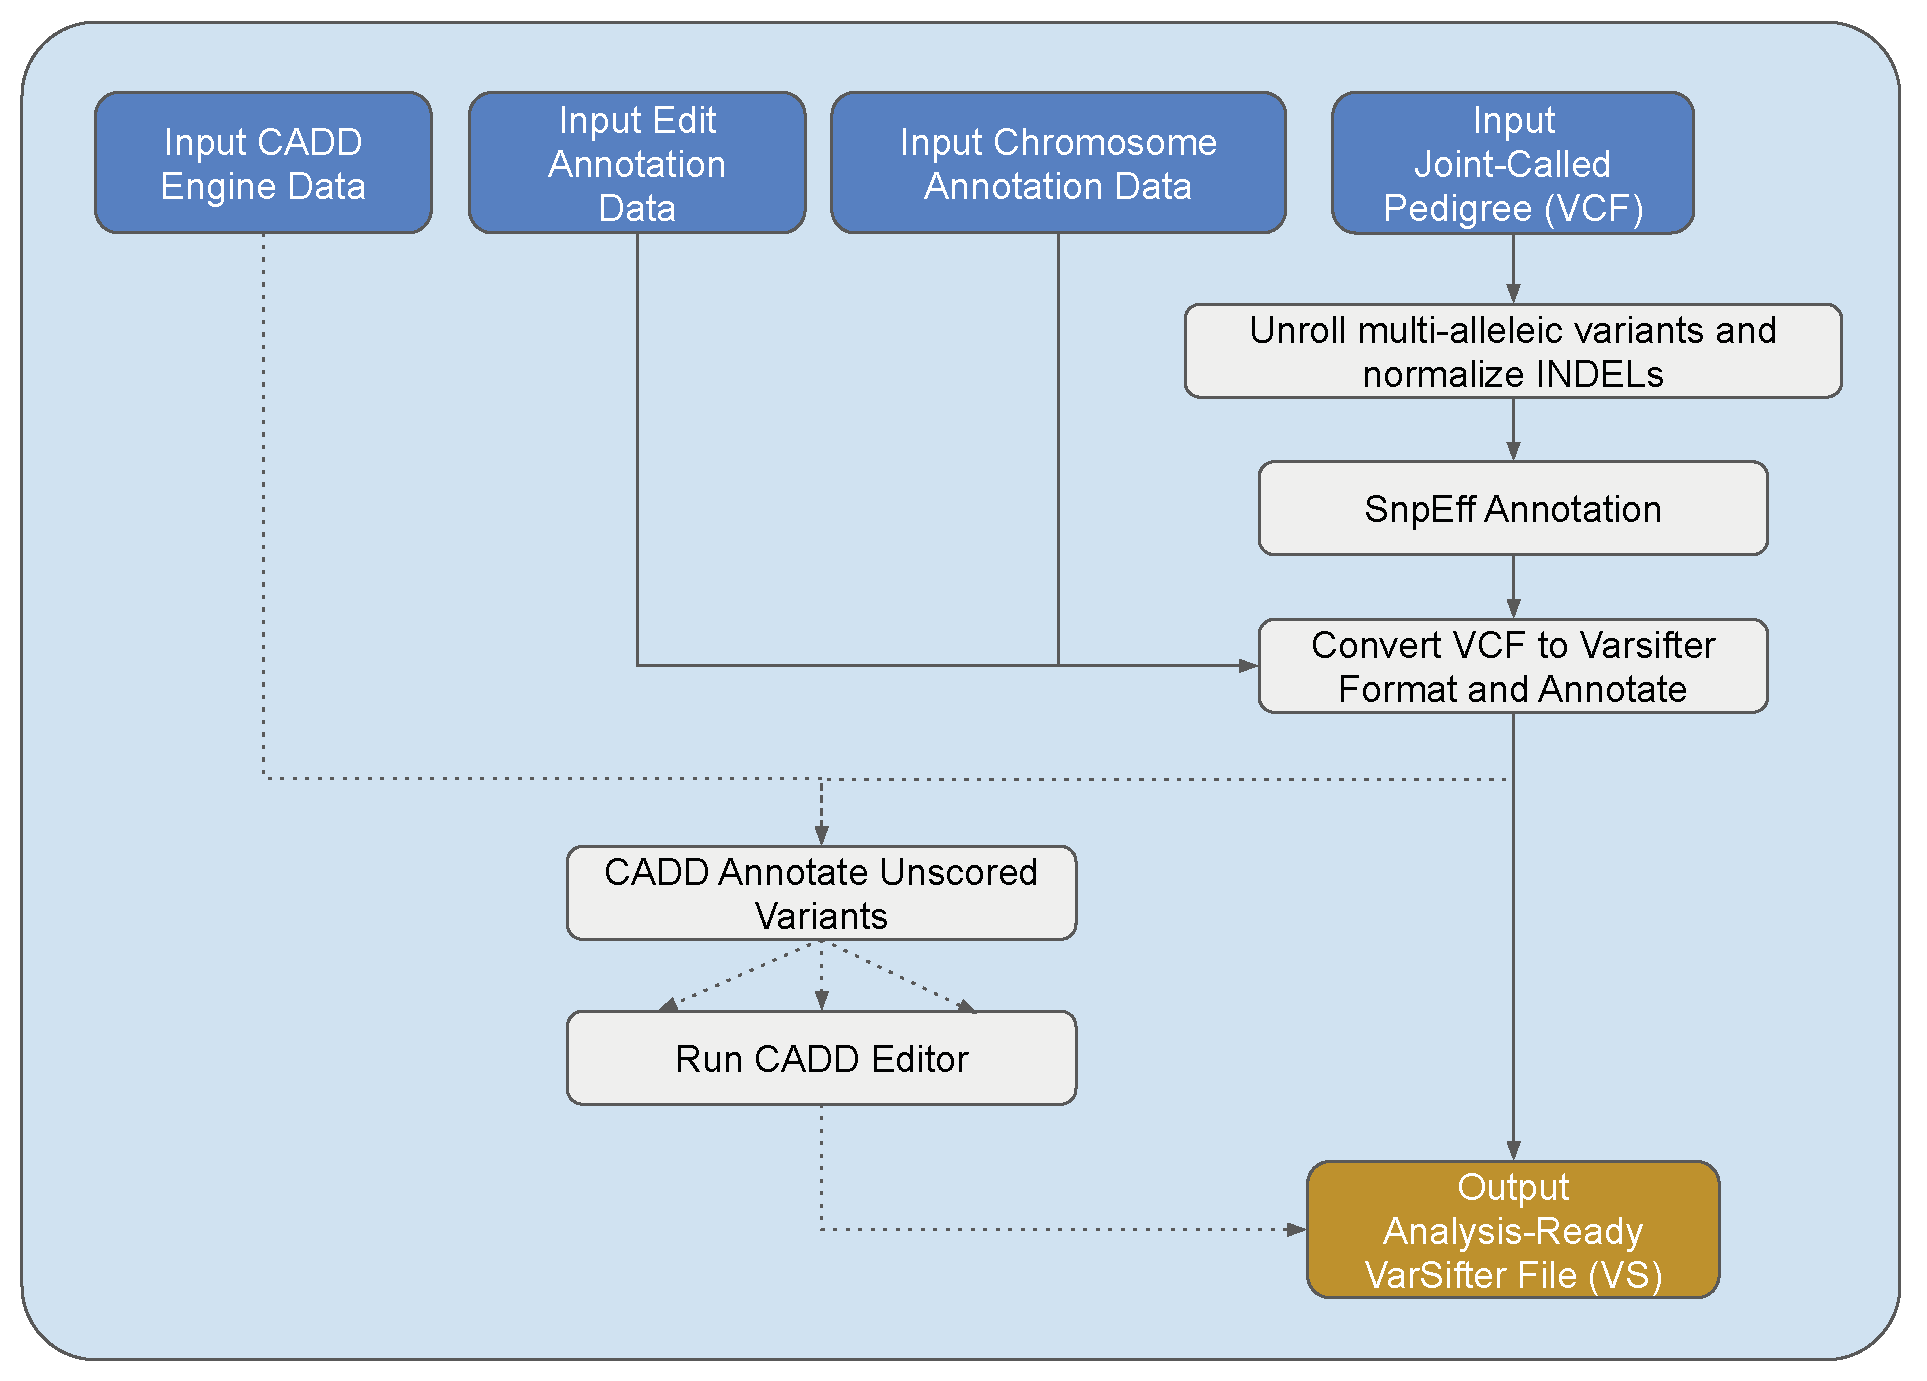 Input CADD
Engine Data
Input Edit
Annotation
Data
Input Chromosome
Annotation Data
Input
Joint-Called
Pedigree (VCF)
Unroll multi-alleleic variants and
normalize INDELs
SnpEff Annotation
Convert VCF to Varsifter
Format and Annotate
CADD Annotate Unscored
Variants
Run CADD Editor
Output
Analysis-Ready
VarSifter File (VS)